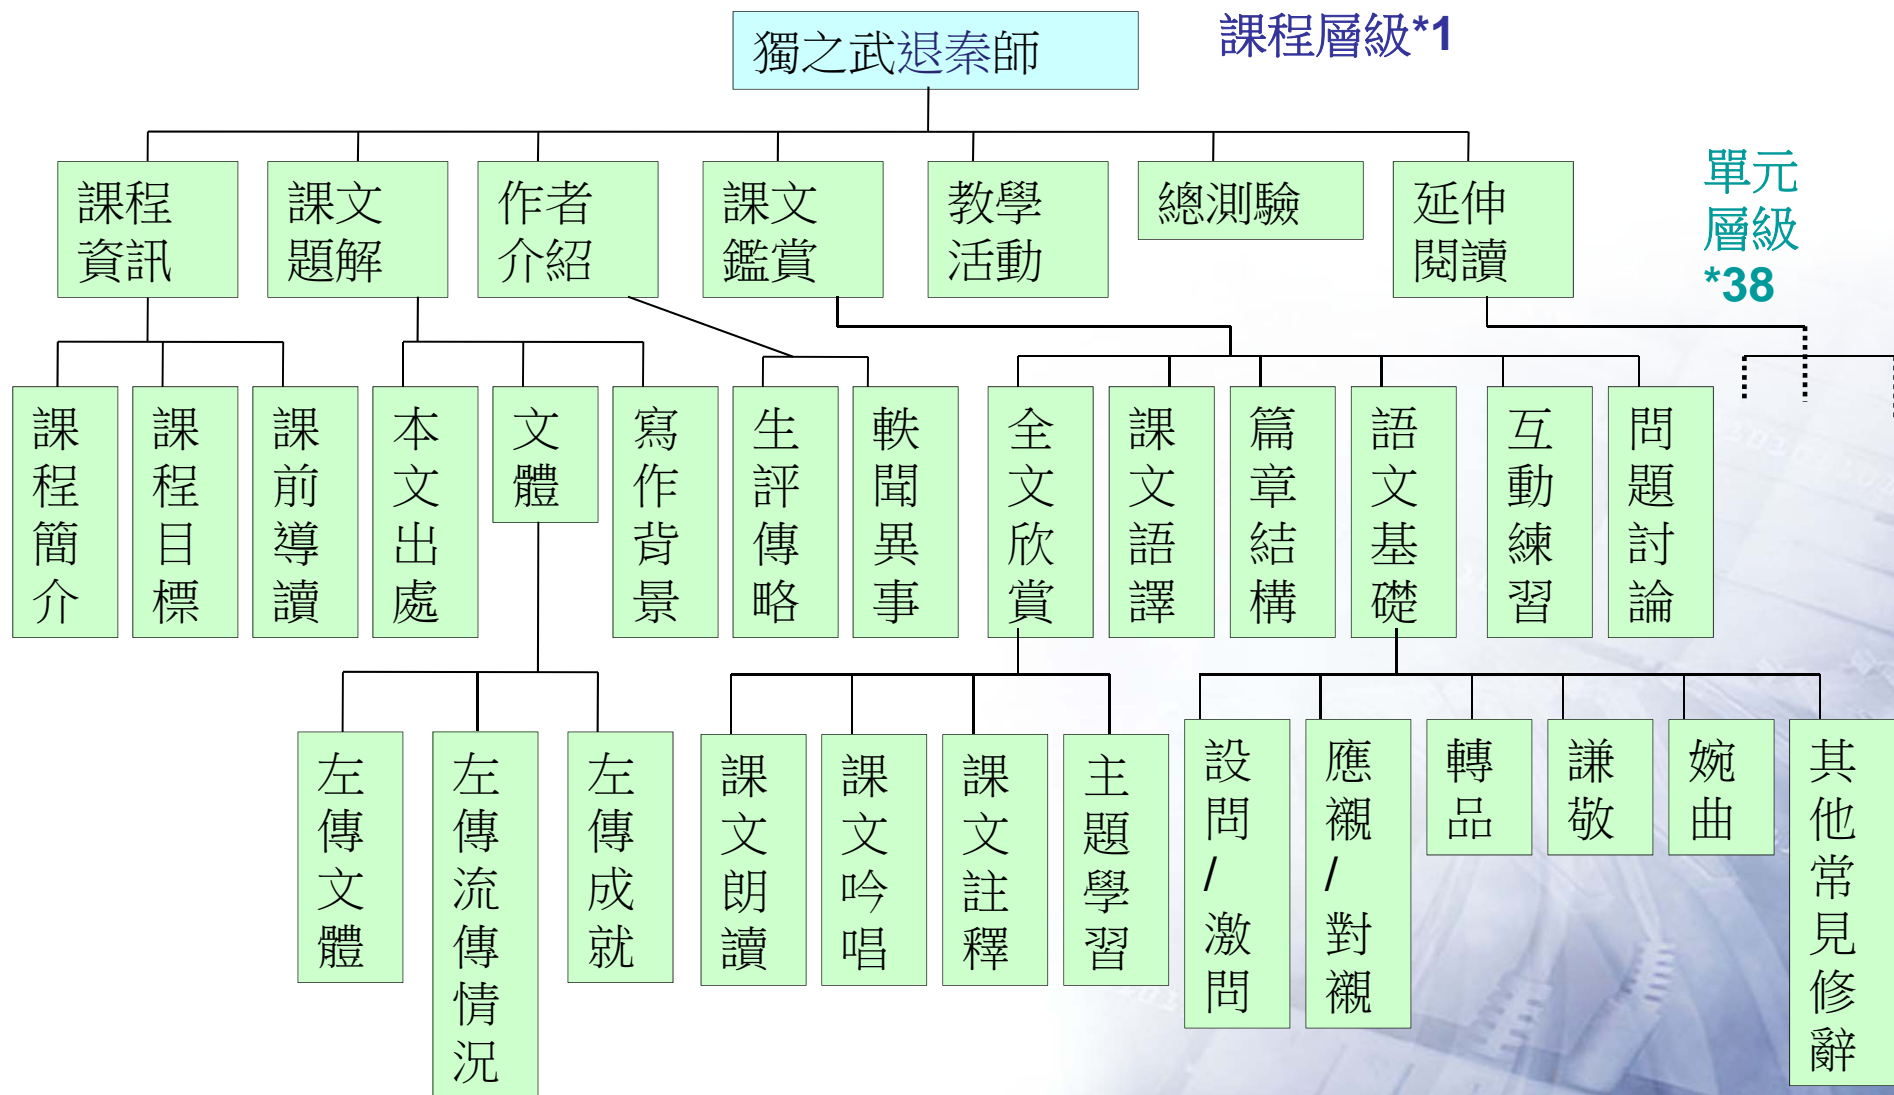 獨之武退秦師
課程層級*1
課程
資訊
課文
題解
作者
介紹
課文
鑑賞
教學
活動
總測驗
延伸
閱讀
單元
層級
*38
課程簡介
課程目標
課前導讀
本文出處
文體
寫作背景
生評傳略
軼聞異事
全文欣賞
課文語譯
篇章結構
語文基礎
互動練習
問題討論
左傳文體
左傳流傳情況
左傳成就
課文朗讀
課文吟唱
課文註釋
主題學習
設問/激問
應襯/對襯
轉品
謙敬
婉曲
其他常見修辭